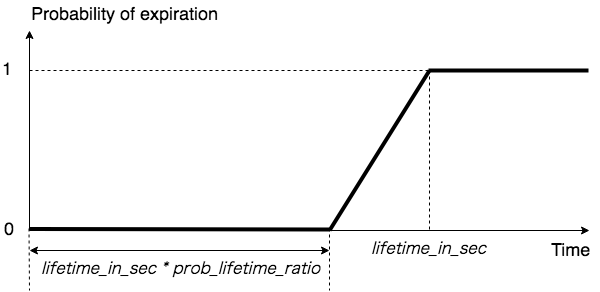 Probability of expiration
1
0
lifetime_in_sec
Time
lifetime_in_sec * prob_lifetime_ratio